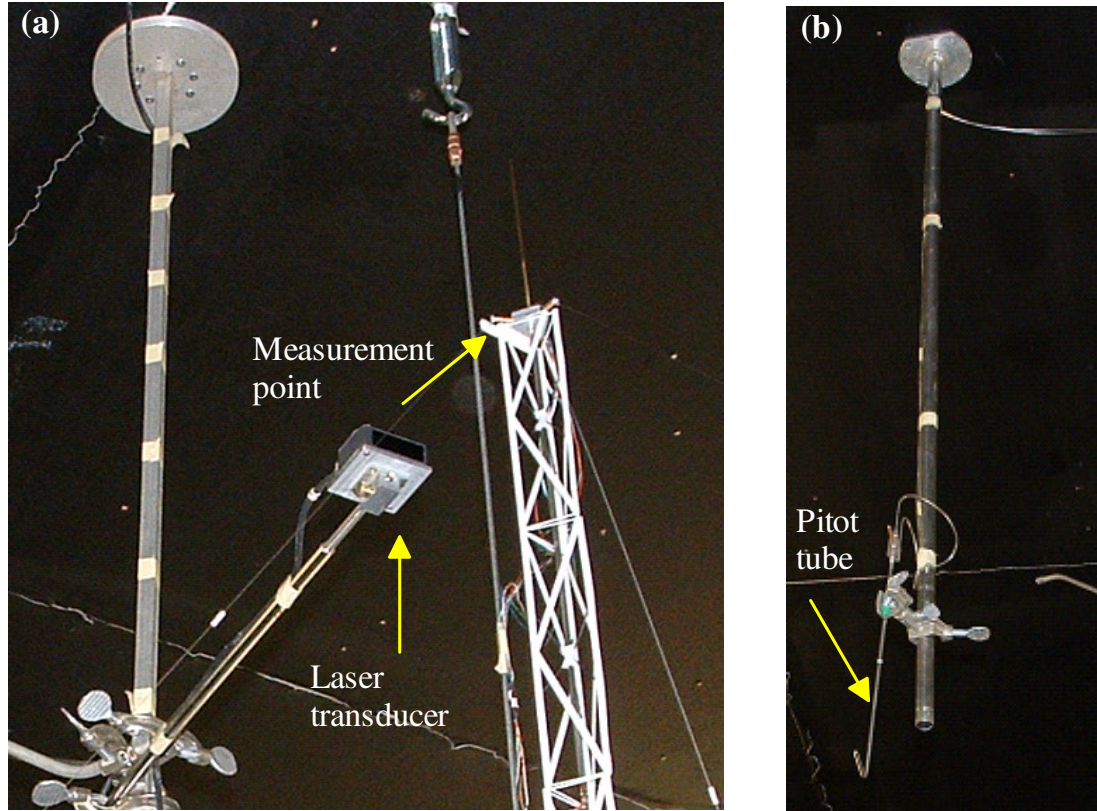 (a)
Measurement
point
Laser
transducer
(b)
Pitot
tube